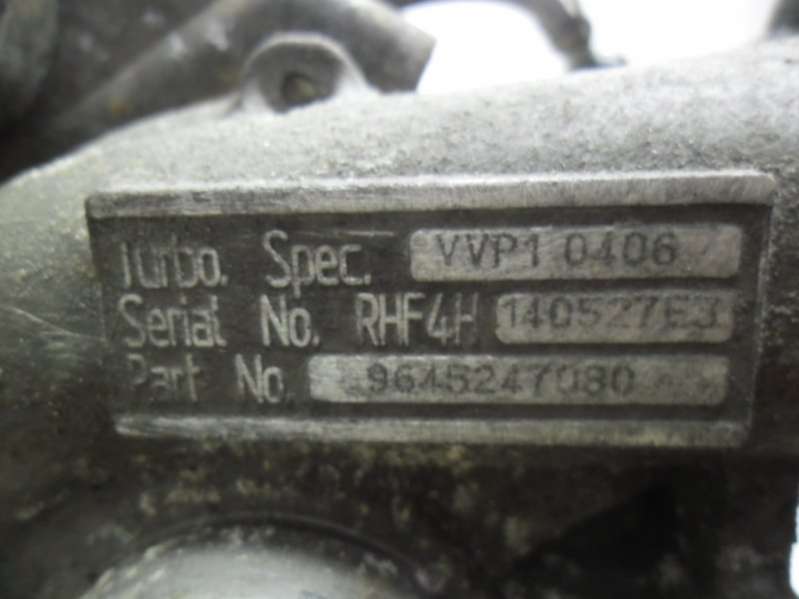 Turbo. Spec. VVP1 0406
Serial No. RHF4H 140527E3
Part No. 9645247080